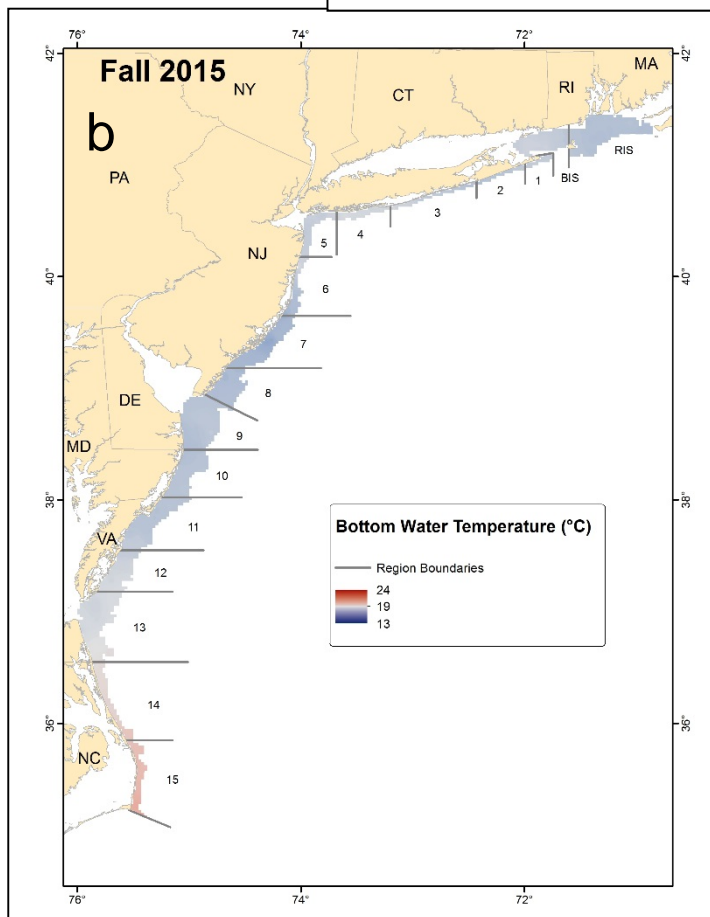 76° 74° 72°
42° 42°
Fall 2015
b
NY
CT
RI
MA
PA
RIS
BIS
1
2
3
4
5
NJ
40° 40°
6
7
8
DE
9
MD
10
38° 38°
11
VA
12
13
14
36° 36°
NC
15
Bottom Water Temperature (°C)
Region Boundaries
24
19
13
76° 74° 72°